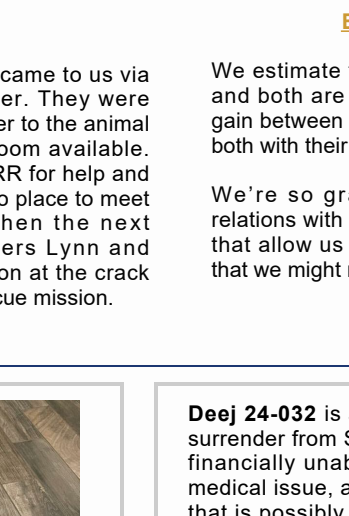 came to us via
er. They were
er to the animal
oom available.
RR for help and
o place to meet
hen the next
ers Lynn and
on at the crack
cue mission.
We estimate
and both are
gain between
both with their
We're so gra
relations with
that allow us
that we might
Deej 24-032 is
surrender from S
financially unab
medical issue, a
that is possibly